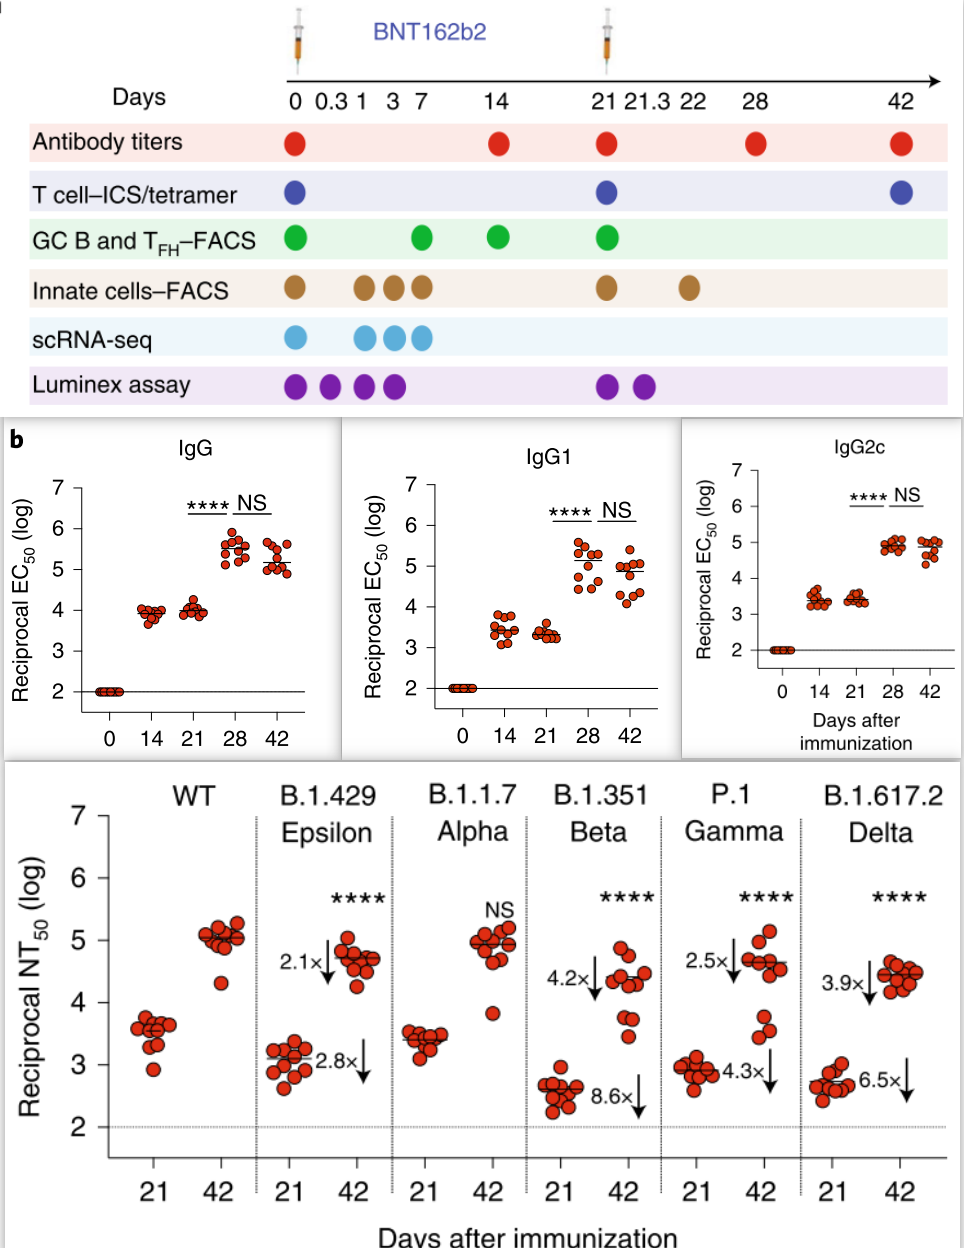 BNT162b2
Days 0 0.3 1 3 7 14 21 21.3 22 28 42
Antibody titers
T cell–ICS/tetramer
GC B and TFH–FACS
Innate cells–FACS
scRNA-seq
Luminex assay
b
IgG
Reciprocal EC50 (log)
7
6
5
4
3
2
**** NS
0 14 21 28 42
IgG1
Reciprocal EC50 (log)
7
6
5
4
3
2
**** NS
0 14 21 28 42
IgG2c
Reciprocal EC50 (log)
7
6
5
4
3
2
**** NS
0 14 21 28 42
Days after
immunization
Reciprocal NT50 (log)
7
6
5
4
3
2
WT
B.1.429
Epsilon
****
2.1×
2.8×
B.1.1.7
Alpha
NS
B.1.351
Beta
****
4.2×
8.6×
P.1
Gamma
****
2.5×
4.3×
B.1.617.2
Delta
****
3.9×
6.5×
21 42 21 42 21 42 21 42 21 42 21 42
Days after immunization